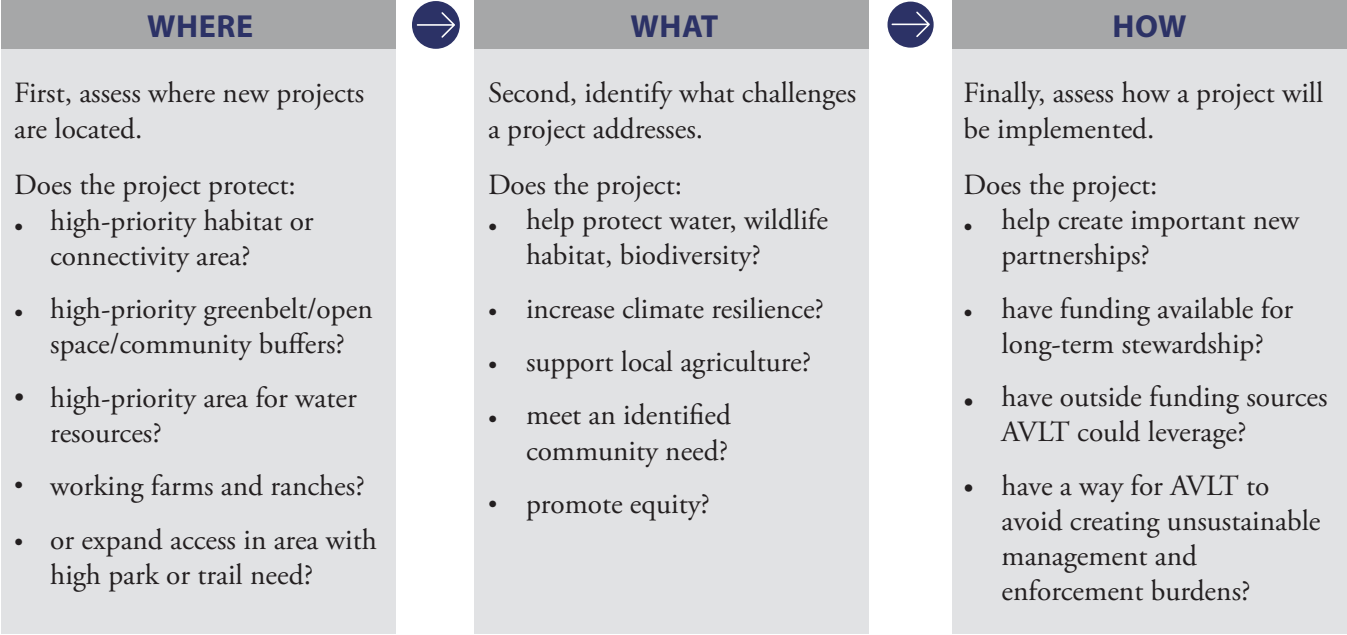 WHERE
First, assess where new projects
are located.
Does the project protect:
• high-priority habitat or
connectivity area?
• high-priority greenbelt/open
space/community buffers?
• high-priority area for water
resources?
• working farms and ranches?
• or expand access in area with
high park or trail need?
WHAT
Second, identify what challenges
a project addresses.
Does the project:
• help protect water, wildlife
habitat, biodiversity?
• increase climate resilience?
• support local agriculture?
• meet an identified
community need?
• promote equity?
HOW
Finally, assess how a project will
be implemented.
Does the project:
• help create important new
partnerships?
• have funding available for
long-term stewardship?
• have outside funding sources
AVLT could leverage?
• have a way for AVLT to
avoid creating unsustainable
management and
enforcement burdens?